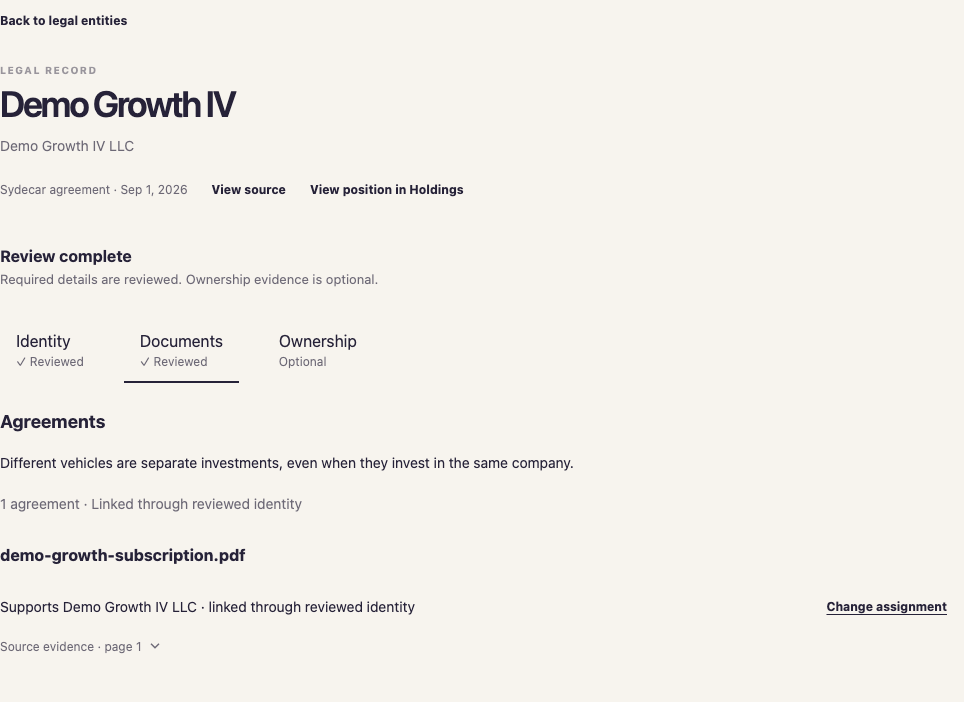 Back to legal entities
LEGAL RECORD
Demo Growth IV
Demo Growth IV LLC
Sydecar agreement · Sep 1, 2026 View source View position in Holdings
Review complete
Required details are reviewed. Ownership evidence is optional.
Identity Documents Ownership
✓ Reviewed ✓ Reviewed Optional
Agreements
Different vehicles are separate investments, even when they invest in the same company.
1 agreement · Linked through reviewed identity
demo-growth-subscription.pdf
Supports Demo Growth IV LLC · linked through reviewed identity Change assignment
Source evidence · page 1